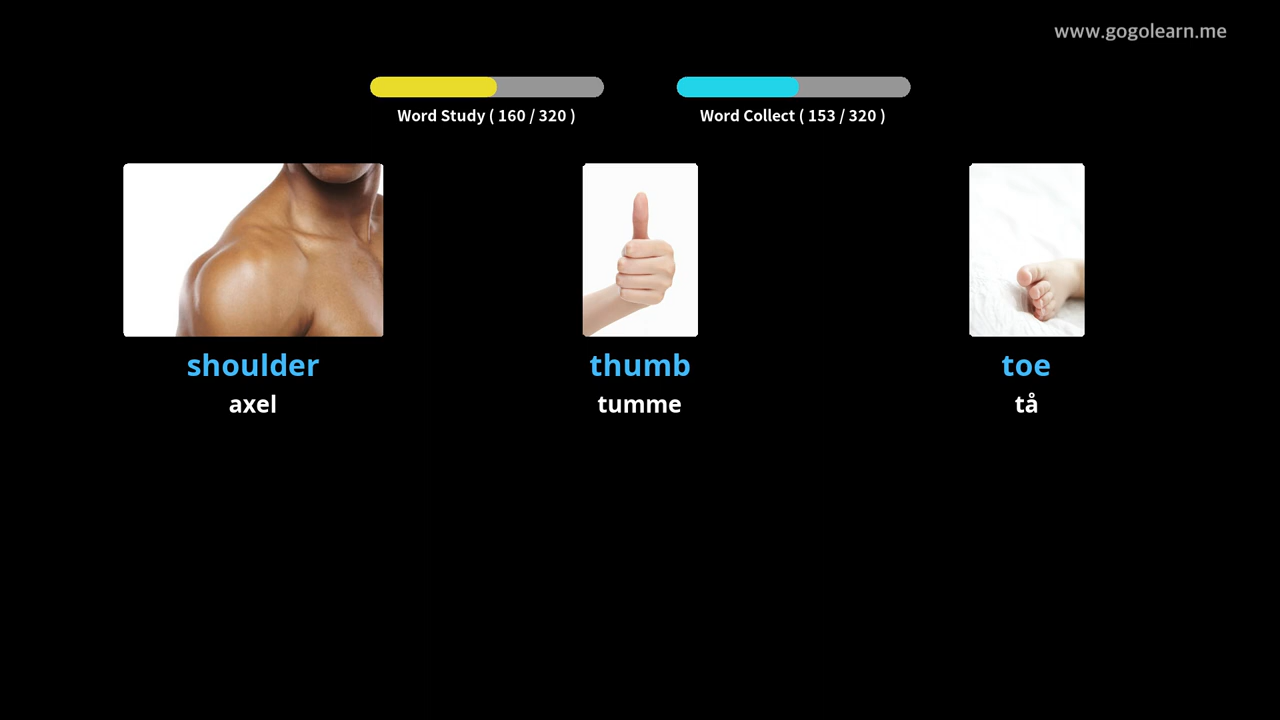 www.gogolearn.me
Word Study ( 160 / 320 )
Word Collect ( 153 / 320 )
shoulder
axel
thumb
tumme
toe
tå